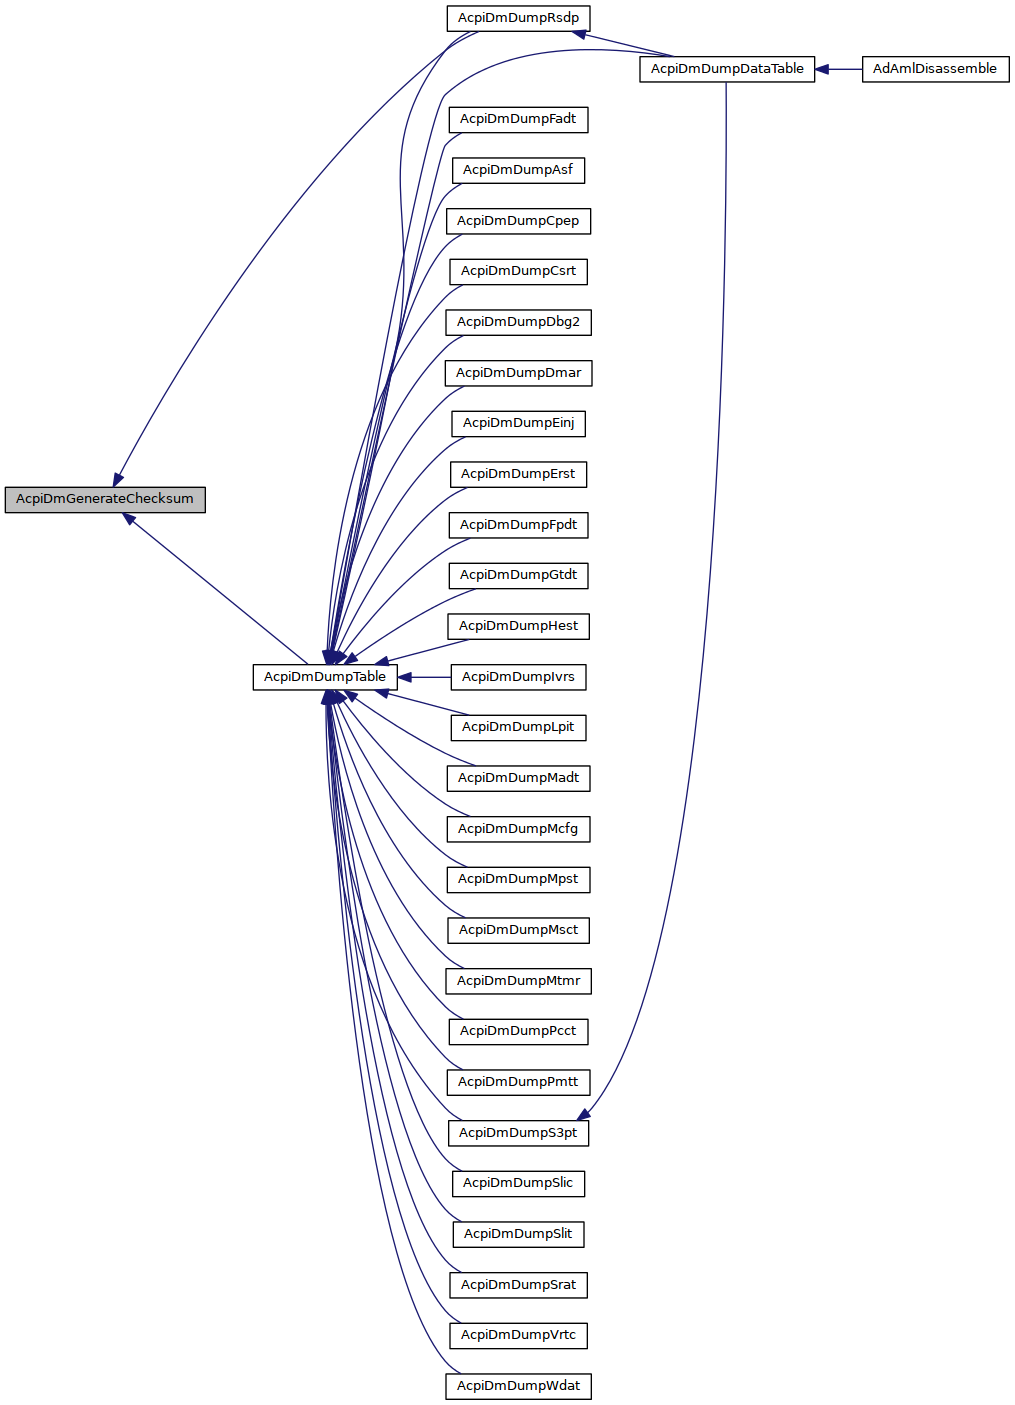 AcpiDmDumpRsdp
AcpiDmDumpDataTable
AdAmlDisassemble
AcpiDmDumpFadt
AcpiDmDumpAsf
AcpiDmDumpCpep
AcpiDmDumpCsrt
AcpiDmDumpDbg2
AcpiDmDumpDmar
AcpiDmDumpEinj
AcpiDmDumpErst
AcpiDmGenerateChecksum
AcpiDmDumpFpdt
AcpiDmDumpGtdt
AcpiDmDumpHest
AcpiDmDumpTable
AcpiDmDumpIvrs
AcpiDmDumpLpit
AcpiDmDumpMadt
AcpiDmDumpMcfg
AcpiDmDumpMpst
AcpiDmDumpMsct
AcpiDmDumpMtmr
AcpiDmDumpPcct
AcpiDmDumpPmtt
AcpiDmDumpS3pt
AcpiDmDumpSlic
AcpiDmDumpSlit
AcpiDmDumpSrat
AcpiDmDumpVrtc
AcpiDmDumpWdat